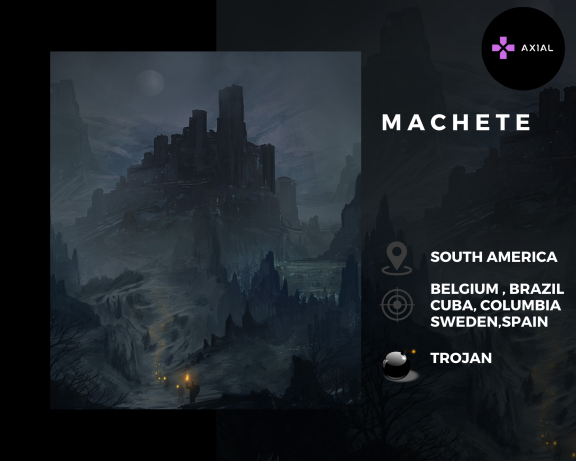 AXIAL
MACHETE
SOUTH AMERICA
BELGIUM , BRAZIL
CUBA, COLUMBIA
SWEDEN,SPAIN
TROJAN